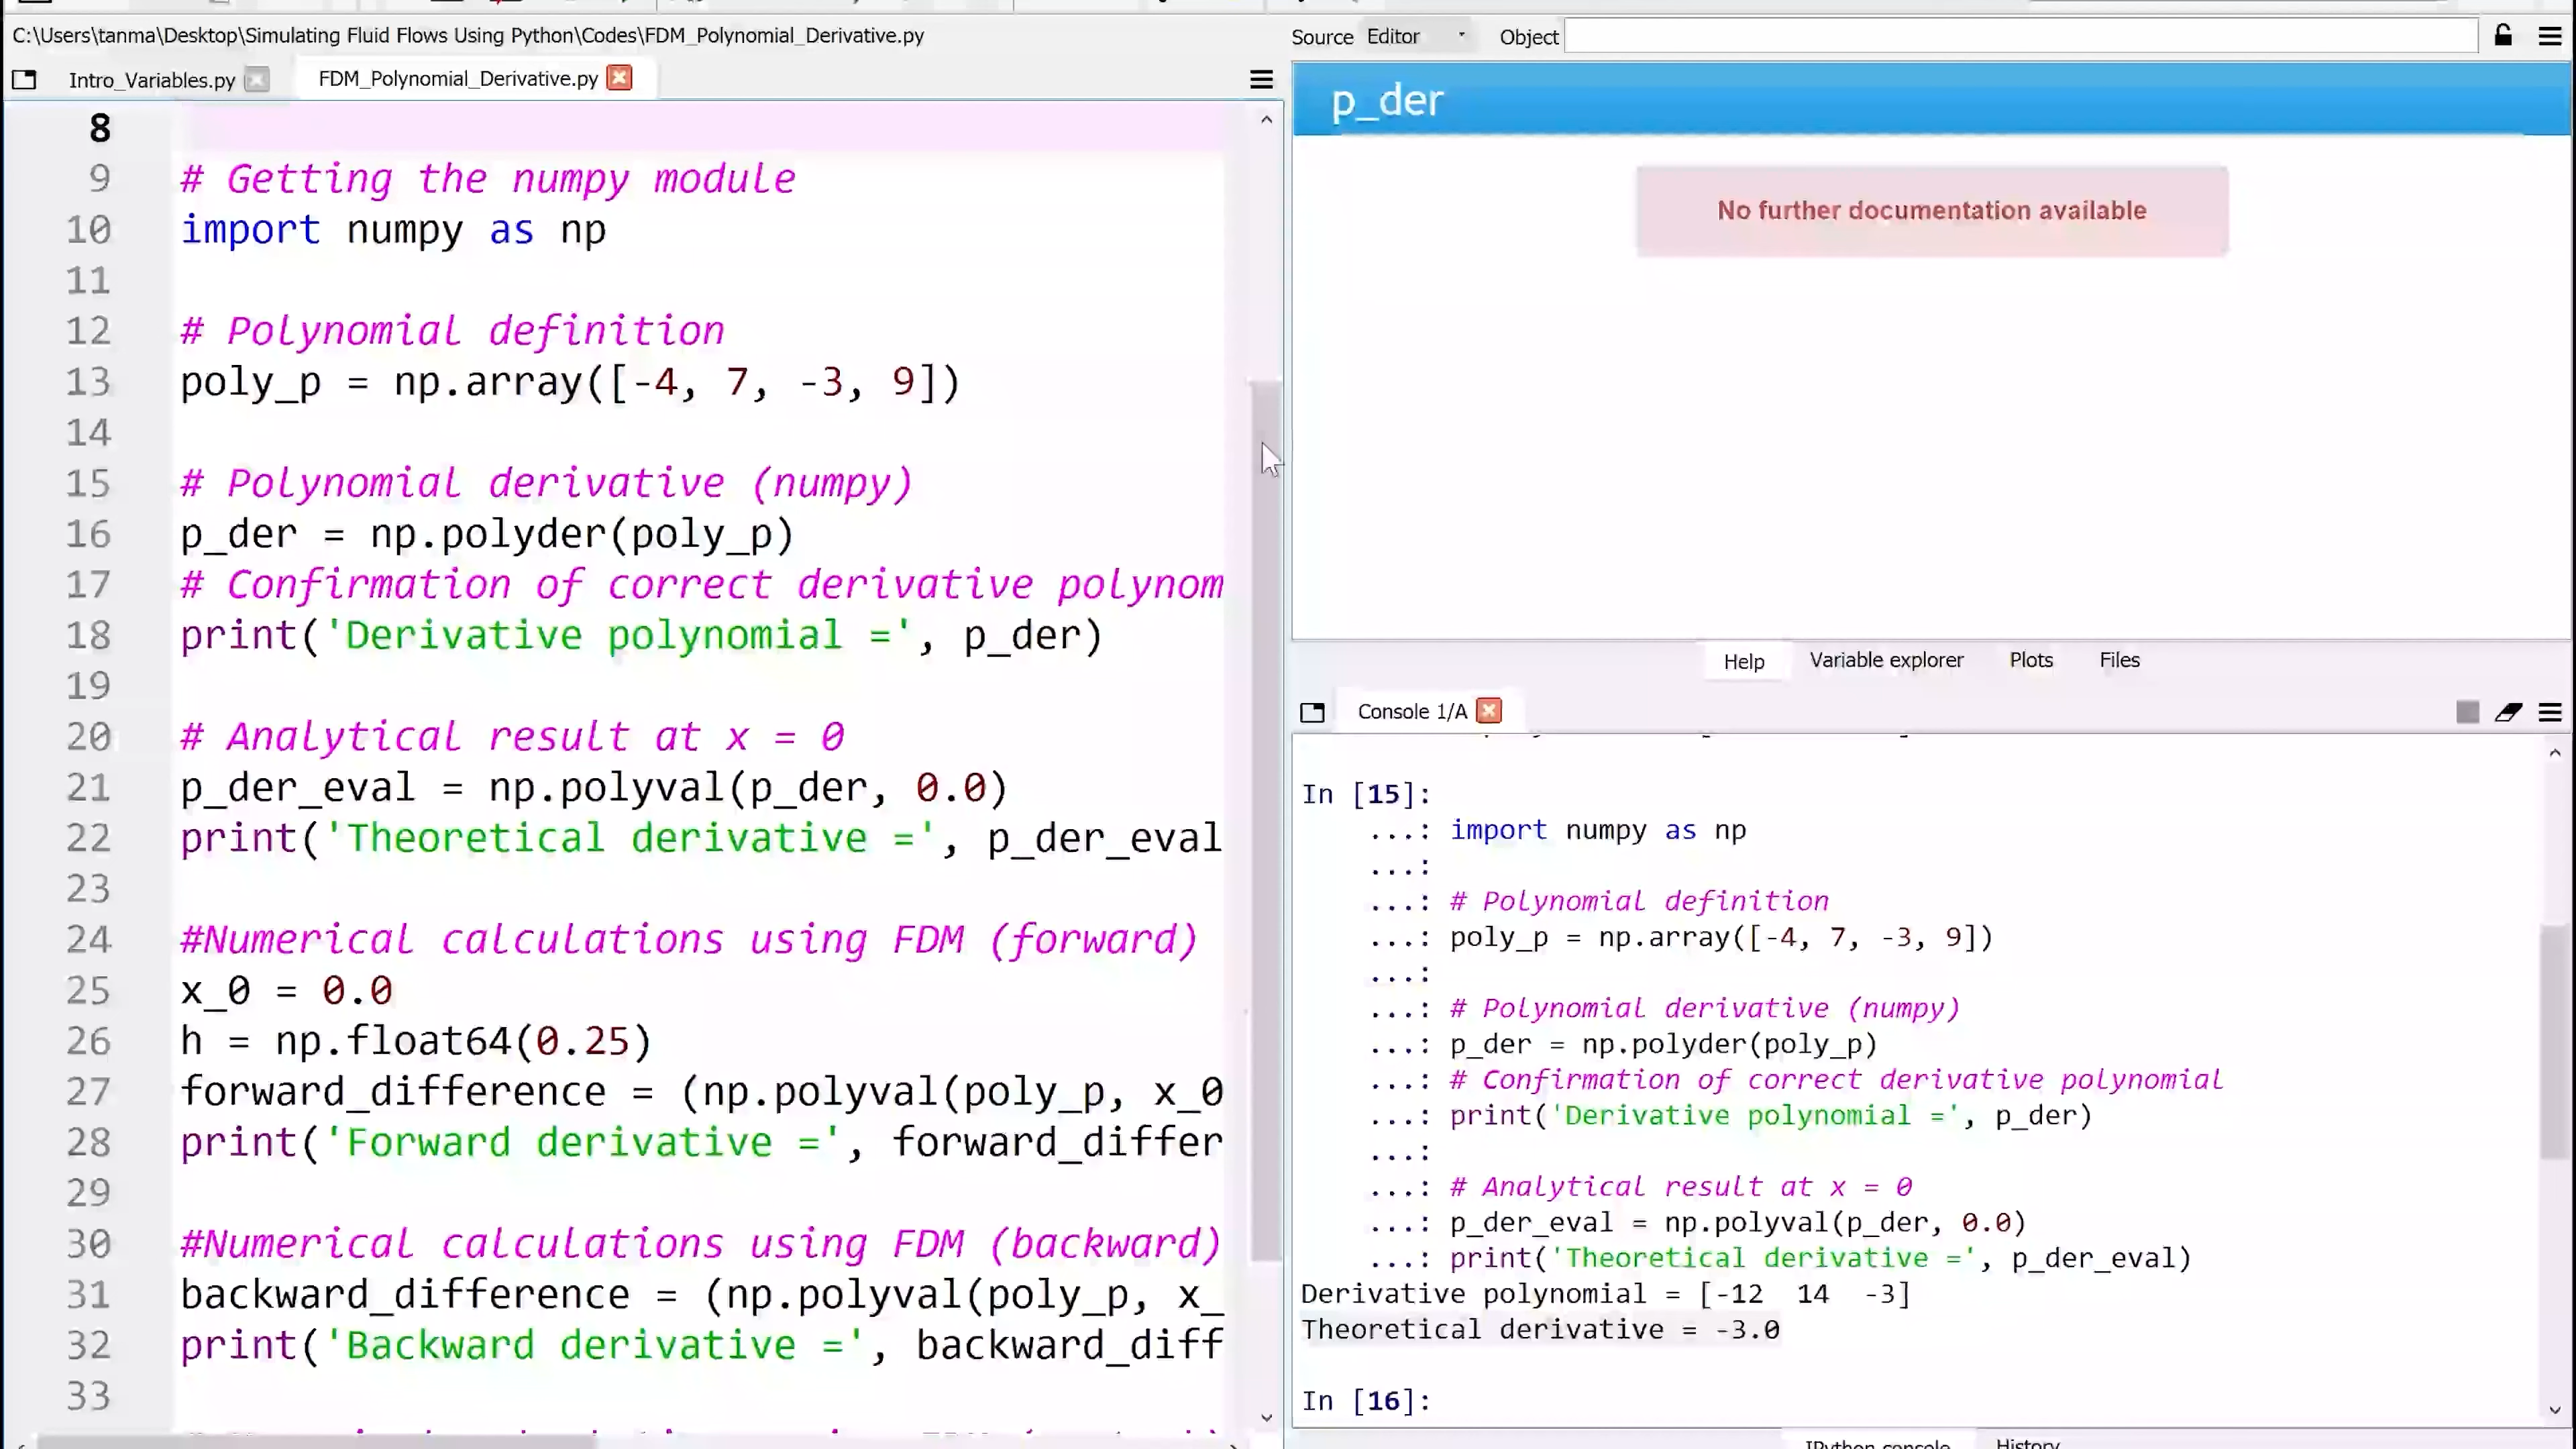 C:\Users\tanma\Desktop\Simulating Fluid Flows Using Python\Codes\FDM_Polynomial_Derivative.py
Intro_Variables.py
FDM_Polynomial_Derivative.py
8
9 # Getting the numpy module
10 import numpy as np
11
12 # Polynomial definition
13 poly_p = np.array([-4, 7, -3, 9])
14
15 # Polynomial derivative (numpy)
16 p_der = np.polyder(poly_p)
17 # Confirmation of correct derivative polynom
18 print('Derivative polynomial =', p_der)
19
20 # Analytical result at x = 0
21 p_der_eval = np.polyval(p_der, 0.0)
22 print('Theoretical derivative =', p_der_eval
23
24 #Numerical calculations using FDM (forward)
25 x_0 = 0.0
26 h = np.float64(0.25)
27 forward_difference = (np.polyval(poly_p, x_0
28 print('Forward derivative =', forward_differ
29
30 #Numerical calculations using FDM (backward)
31 backward_difference = (np.polyval(poly_p, x_
32 print('Backward derivative =', backward_diff
33
Source Editor Object
p_der
No further documentation available
Help Variable explorer Plots Files
Console 1/A
In [15]:
...: import numpy as np
...:
...: # Polynomial definition
...: poly_p = np.array([-4, 7, -3, 9])
...:
...: # Polynomial derivative (numpy)
...: p_der = np.polyder(poly_p)
...: # Confirmation of correct derivative polynomial
...: print('Derivative polynomial =', p_der)
...:
...: # Analytical result at x = 0
...: p_der_eval = np.polyval(p_der, 0.0)
...: print('Theoretical derivative =', p_der_eval)
Derivative polynomial = [-12 14 -3]
Theoretical derivative = -3.0
In [16]:
IPython console History